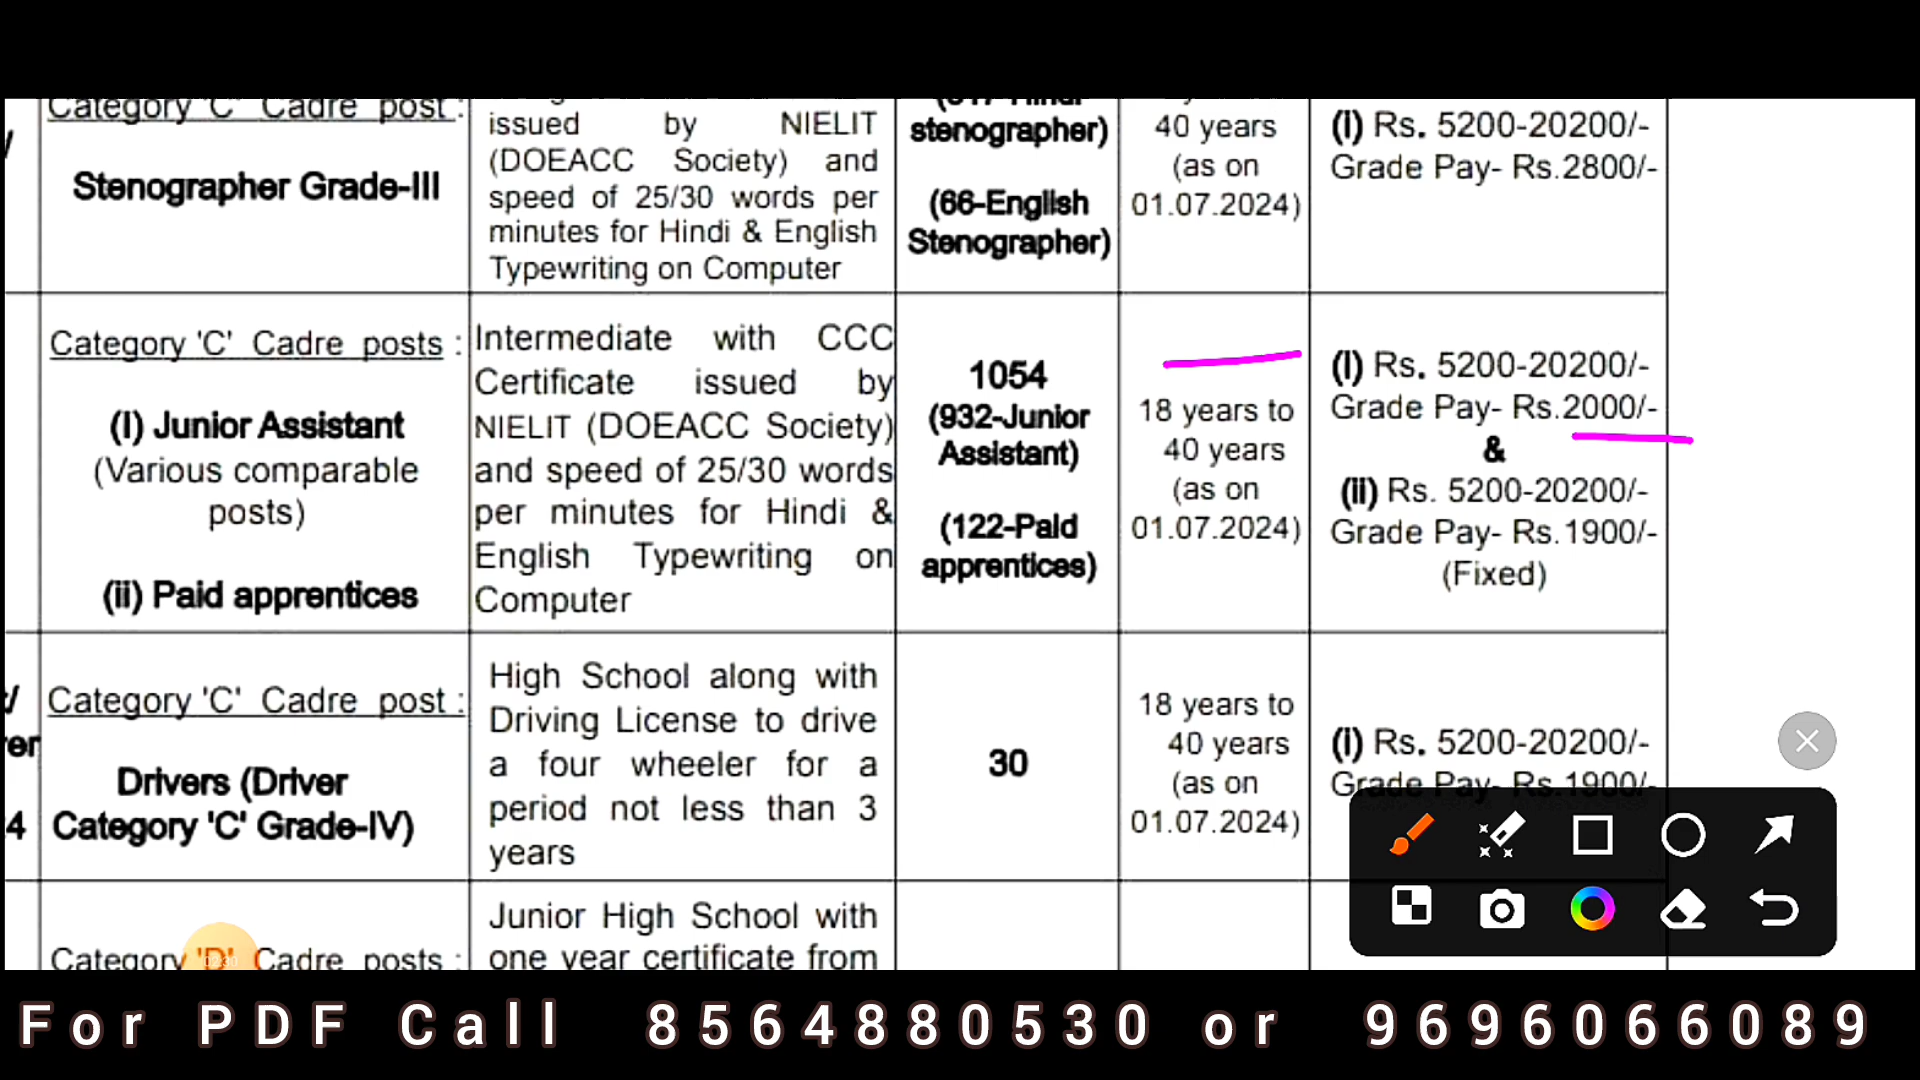 Category 'C' Cadre post :
Stenographer Grade-III
issued by NIELIT
(DOEACC Society) and
speed of 25/30 words per
minutes for Hindi & English
Typewriting on Computer
stenographer)
(66-English
Stenographer)
40 years
(as on
01.07.2024)
(i) Rs. 5200-20200/-
Grade Pay- Rs.2800/-
Category 'C' Cadre posts :
(I) Junior Assistant
(Various comparable
posts)
(ii) Paid apprentices
Intermediate with CCC
Certificate issued by
NIELIT (DOEACC Society)
and speed of 25/30 words
per minutes for Hindi &
English Typewriting on
Computer
1054
(932-Junior
Assistant)
(122-Paid
apprentices)
18 years to
40 years
(as on
01.07.2024)
(I) Rs. 5200-20200/-
Grade Pay- Rs.2000/-
&
(ii) Rs. 5200-20200/-
Grade Pay- Rs.1900/-
(Fixed)
Category 'C' Cadre post :
Drivers (Driver
Category 'C' Grade-IV)
4
High School along with
Driving License to drive
a four wheeler for a
period not less than 3
years
30
18 years to
40 years
(as on
01.07.2024)
(i) Rs. 5200-20200/-
Grade Pay- Rs.1900/-
Category 'D' Cadre posts :
Junior High School with
one year certificate from
For PDF Call 8564880530 or 9696066089